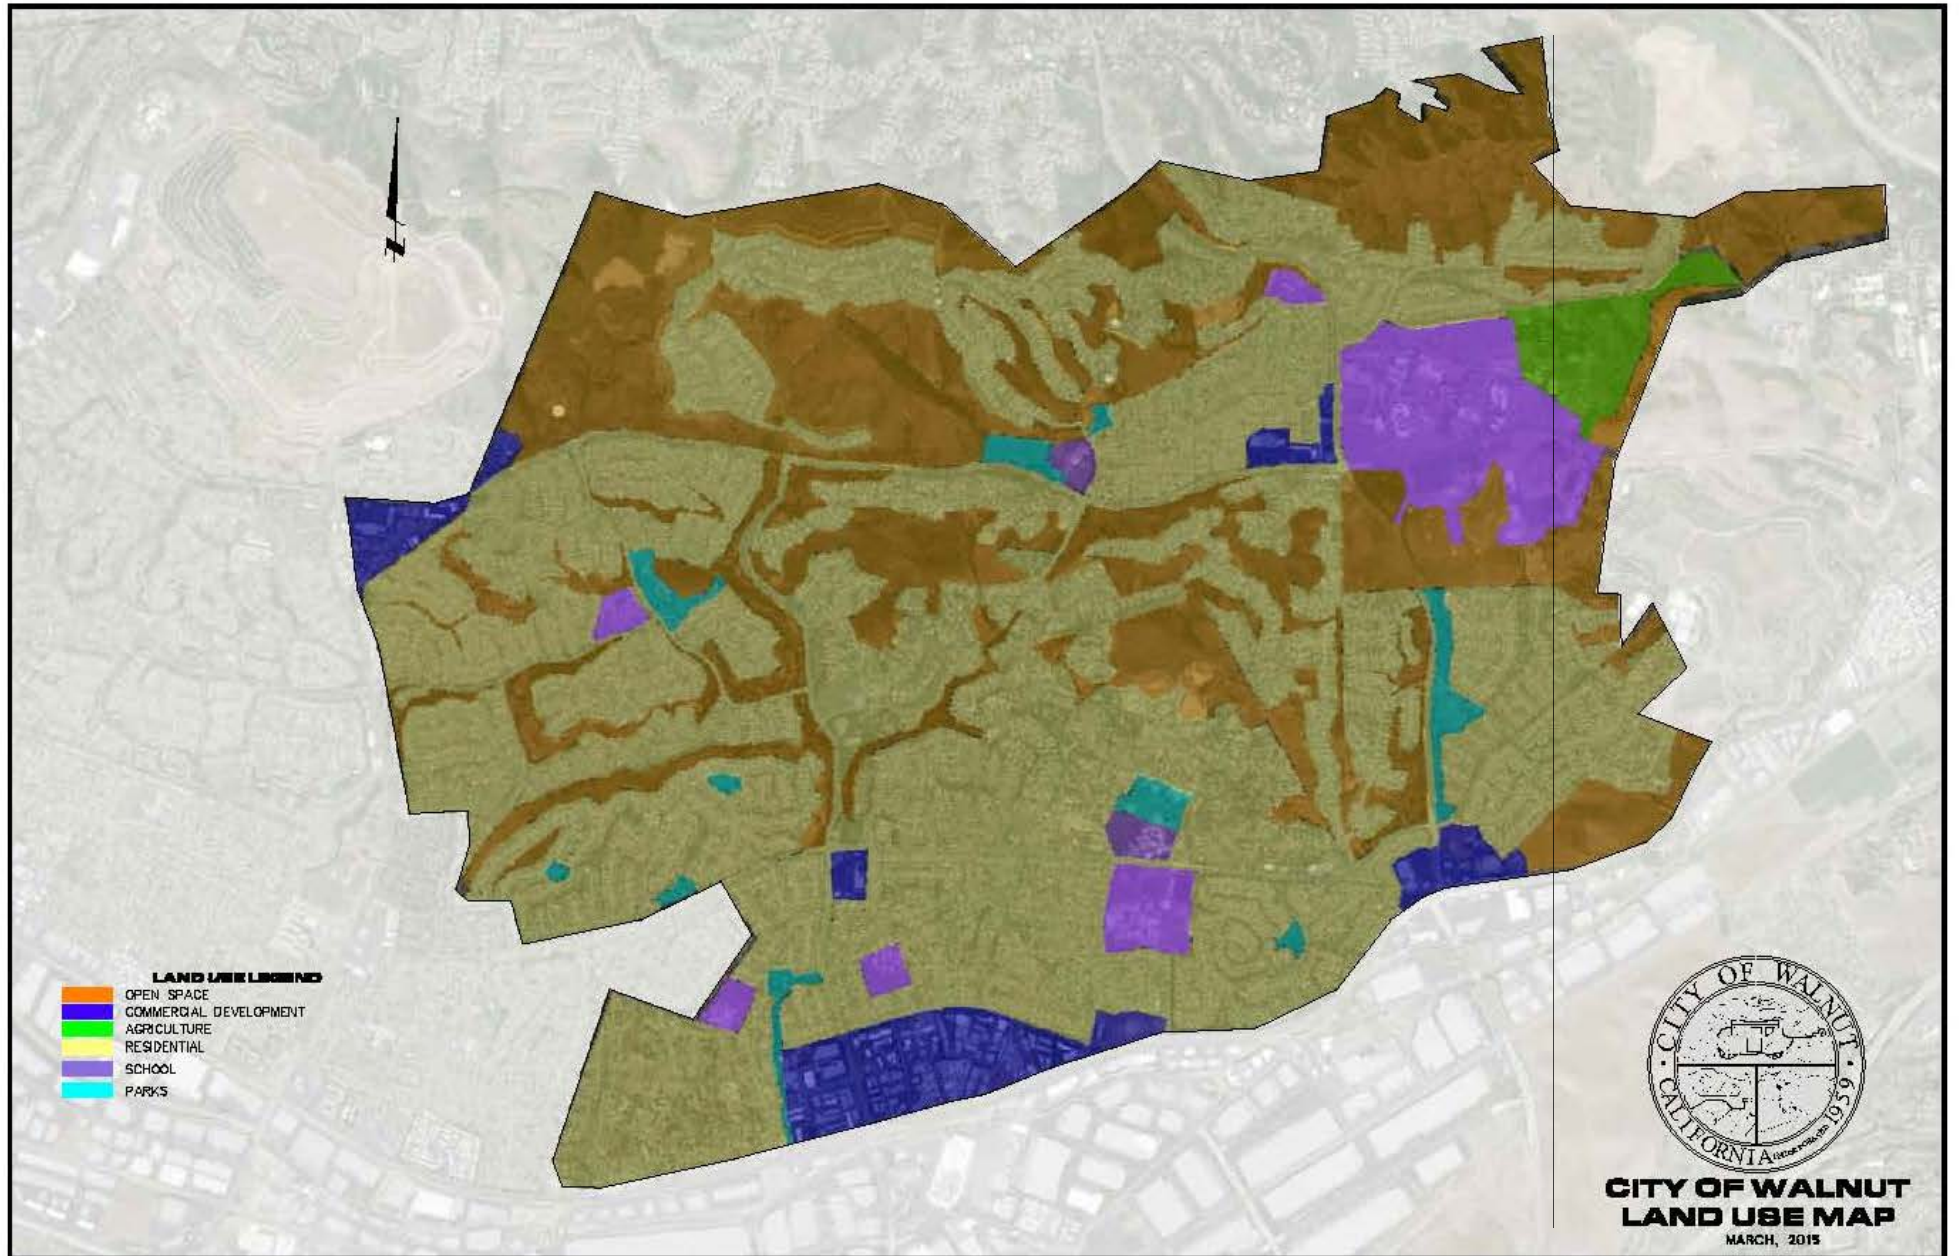 LAND USE LEGEND
OPEN SPACE
COMMERCIAL DEVELOPMENT
AGRICULTURE
RESIDENTIAL
SCHOOL
PARKS
CITY OF WALNUT
CALIFORNIA
1959
CITY OF WALNUT
LAND USE MAP
MARCH, 2015